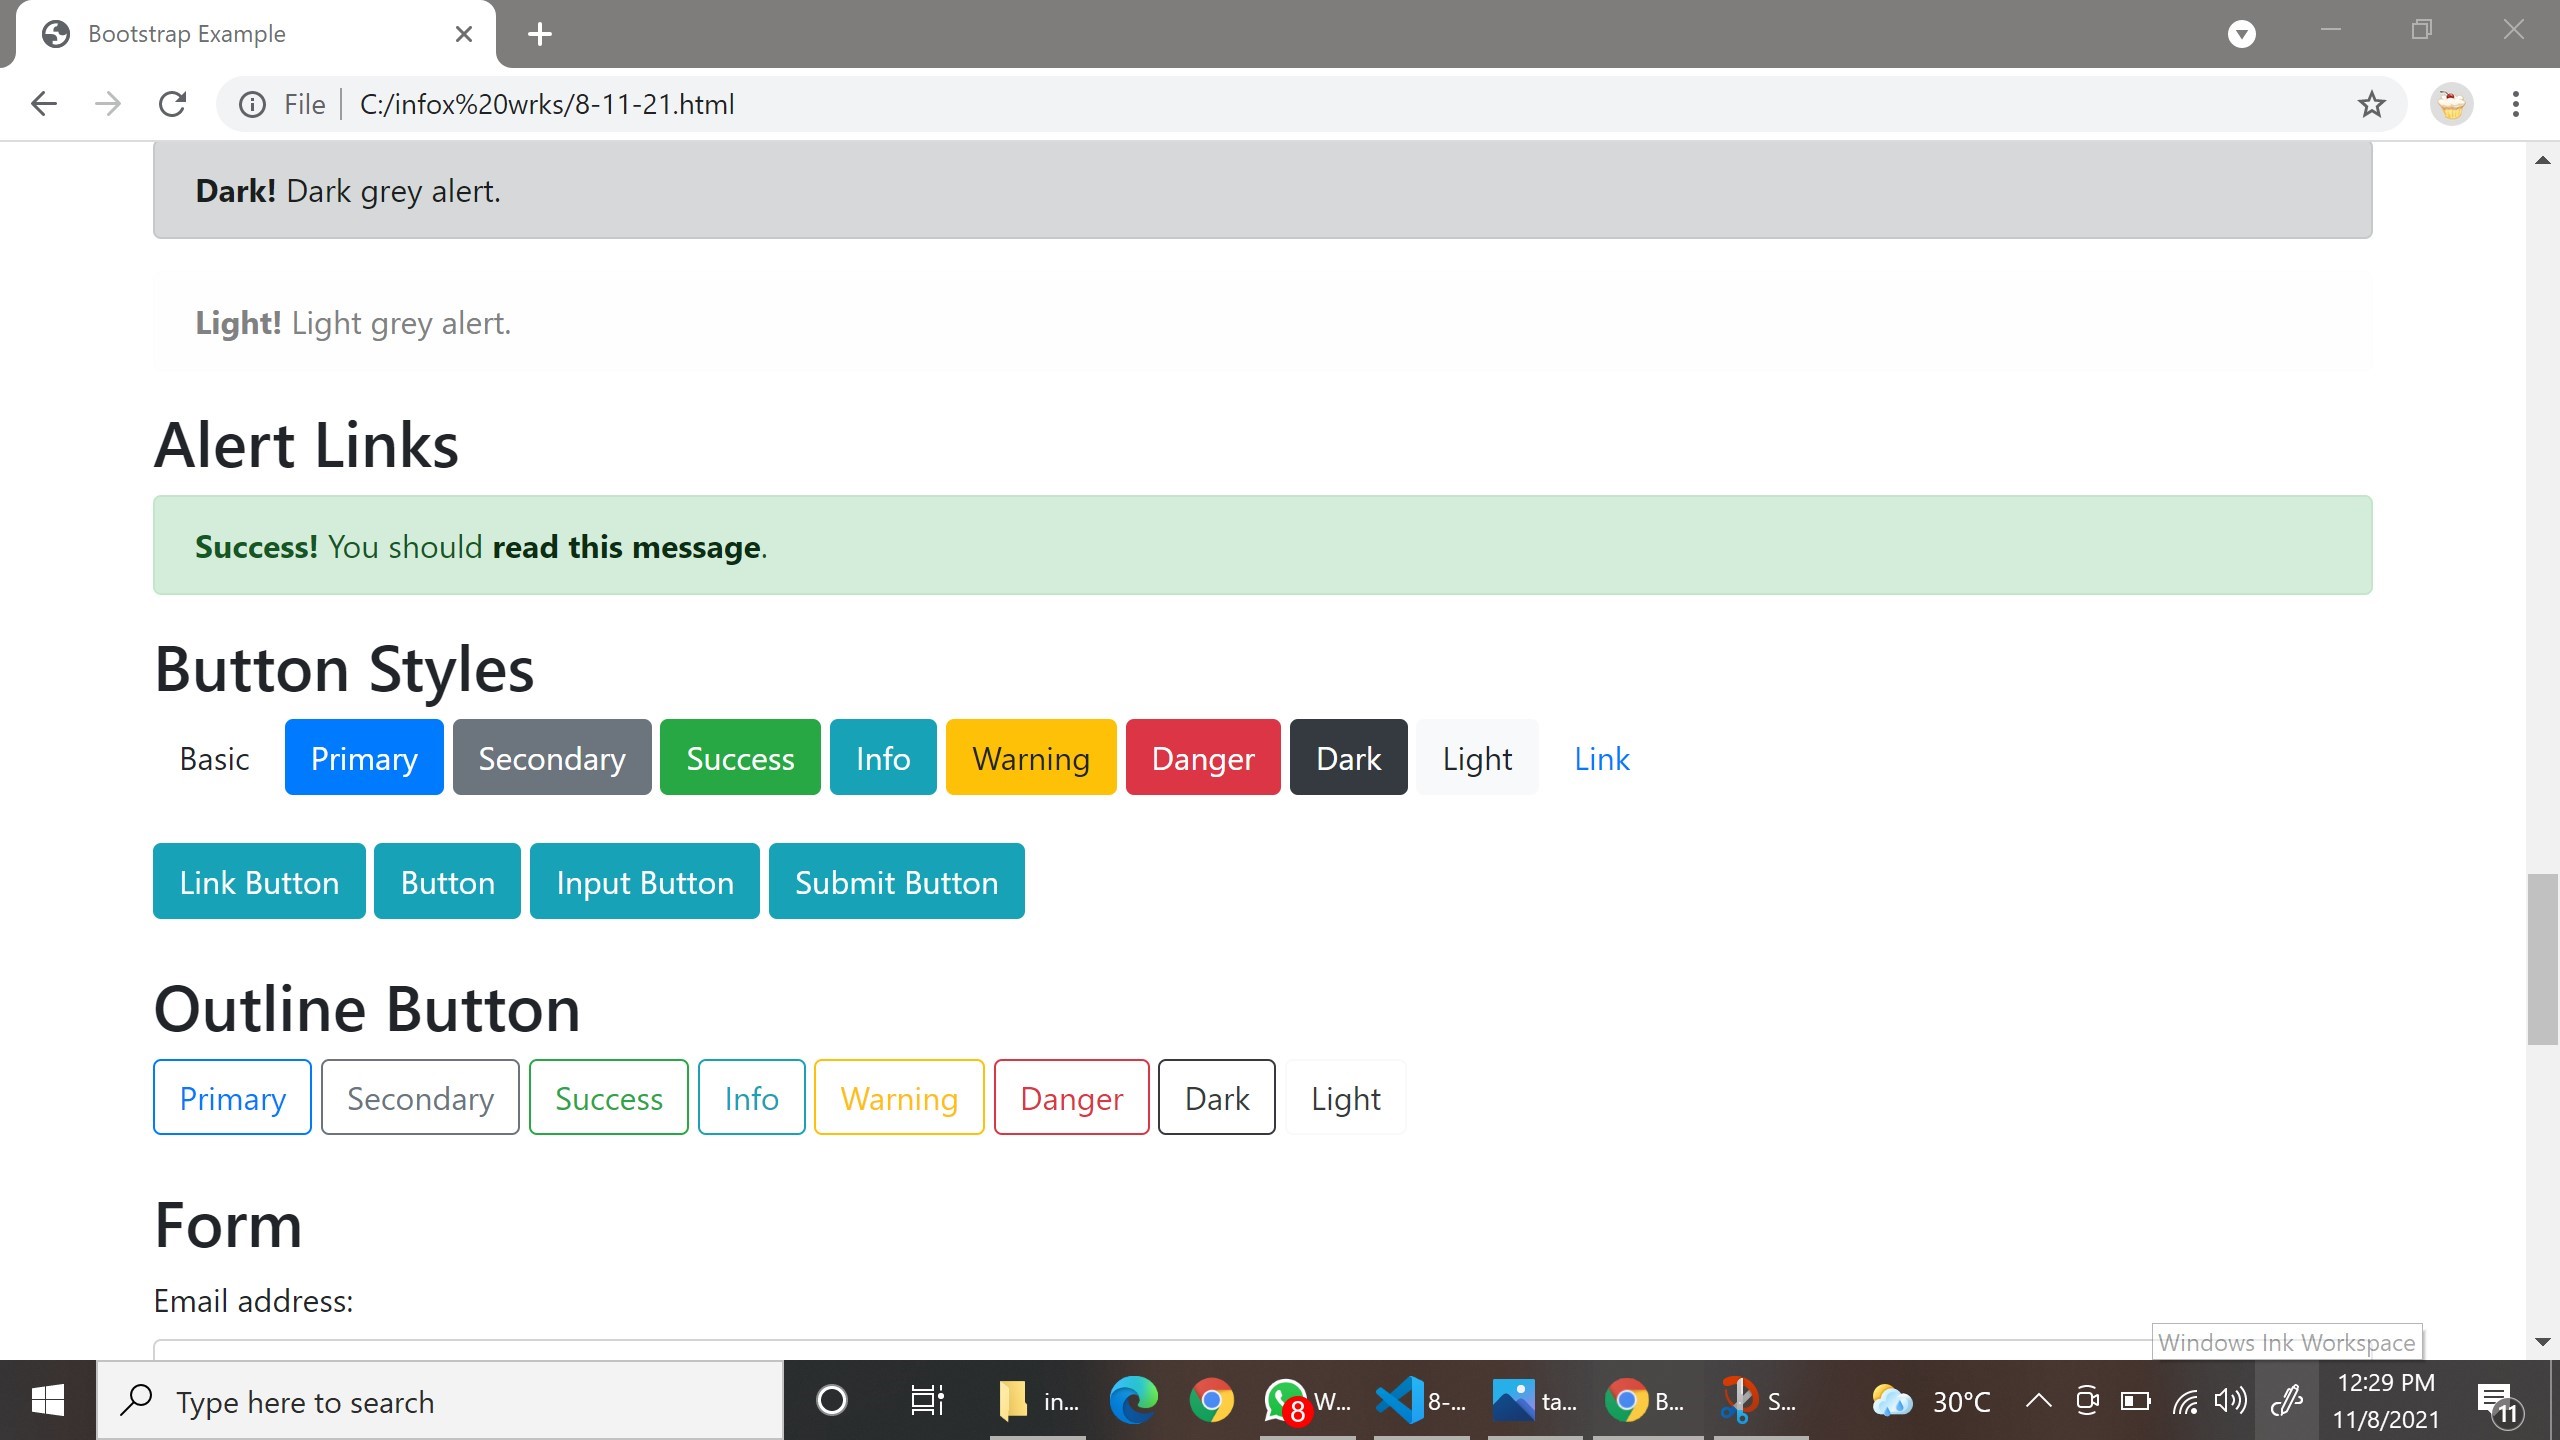 Bootstrap Example
File C:/infox%20wrks/8-11-21.html
Dark! Dark grey alert.
Light! Light grey alert.
Alert Links
Success! You should read this message.
Button Styles
Basic Primary Secondary Success Info Warning Danger Dark Light Link
Link Button Button Input Button Submit Button
Outline Button
Primary Secondary Success Info Warning Danger Dark Light
Form
Email address:
Windows Ink Workspace
Type here to search
in...
8
W...
8-...
ta...
B...
S...
30°C
12:29 PM
11/8/2021
11